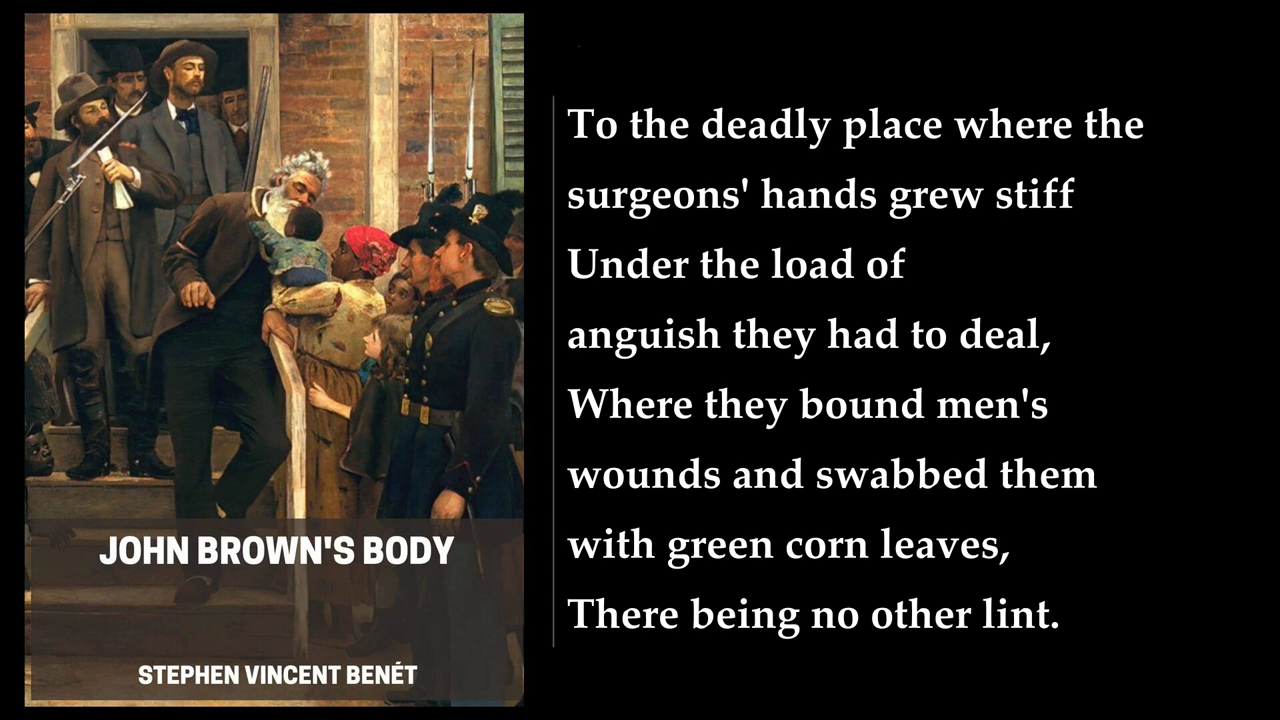 JOHN BROWN'S BODY
STEPHEN VINCENT BENÉT
To the deadly place where the
surgeons' hands grew stiff
Under the load of
anguish they had to deal,
Where they bound men's
wounds and swabbed them
with green corn leaves,
There being no other lint.